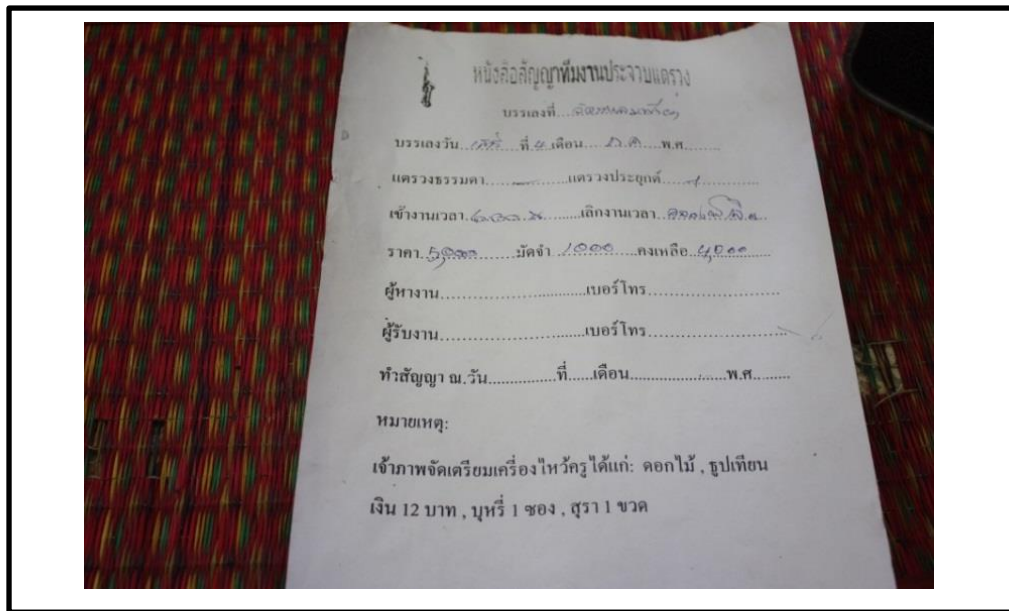 หนังสือสัญญาทีมงานประจวบแตรวง
บรรเลงที่....
บรรเลงวัน...เสาร์...ที่.4.เดือน.....ธ.ค.....พ.ศ.........
แตรวงธรรมดา.....................แตรวงประยุกต์.../.............
เข้างานเวลา...........เลิกงานเวลา...
ราคา..5,000......มัดจำ..1000.....คงเหลือ..4,000.........
ผู้หางาน..............................เบอร์โทร..........................
ผู้รับงาน..............................เบอร์โทร..........................
ทำสัญญา ณ.วัน...............ที่......เดือน......................พ.ศ.........
หมายเหตุ:
เจ้าภาพจัดเตรียมเครื่องไหว้ครูได้แก่: ดอกไม้ , ธูปเทียน
เงิน 12 บาท , บุหรี่ 1 ซอง , สุรา 1 ขวด